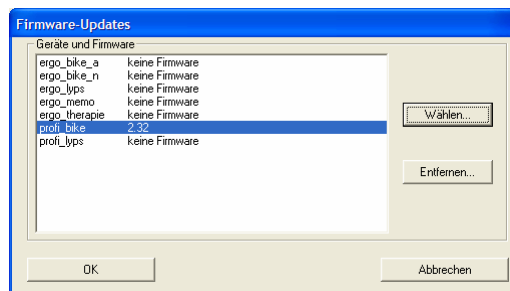 Firmware-Updates
Geräte und Firmware
ergo_bike_a keine Firmware
ergo_bike_n keine Firmware
ergo_lyps keine Firmware
ergo_memo keine Firmware
ergo_therapie keine Firmware
profi_bike 2.32
profi_lyps keine Firmware
Wählen...
Entfernen...
OK Abbrechen